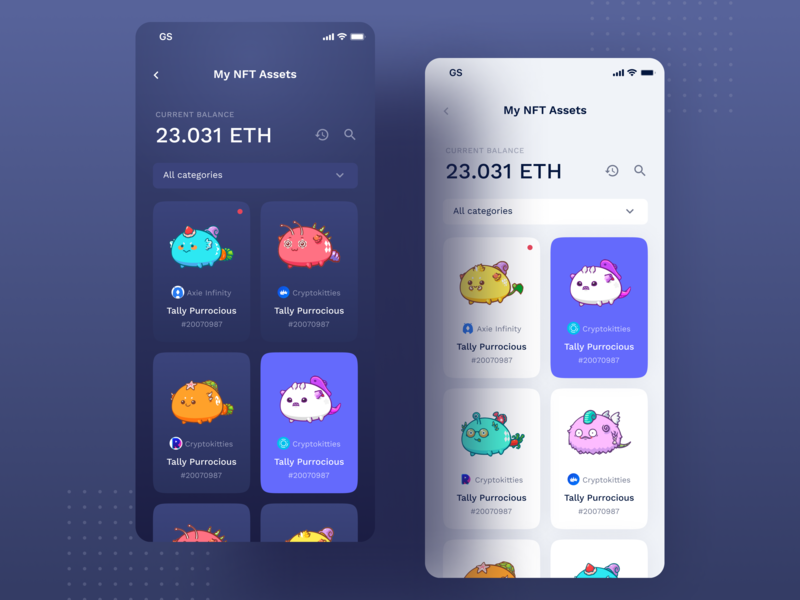 GS
My NFT Assets
CURRENT BALANCE
23.031 ETH
All categories
Axie Infinity
Tally Purrocious
#20070987
Cryptokitties
Tally Purrocious
#20070987
Cryptokitties
Tally Purrocious
#20070987
Cryptokitties
Tally Purrocious
#20070987
GS
My NFT Assets
CURRENT BALANCE
23.031 ETH
All categories
Axie Infinity
Tally Purrocious
#20070987
Cryptokitties
Tally Purrocious
#20070987
Cryptokitties
Tally Purrocious
#20070987
Cryptokitties
Tally Purrocious
#20070987